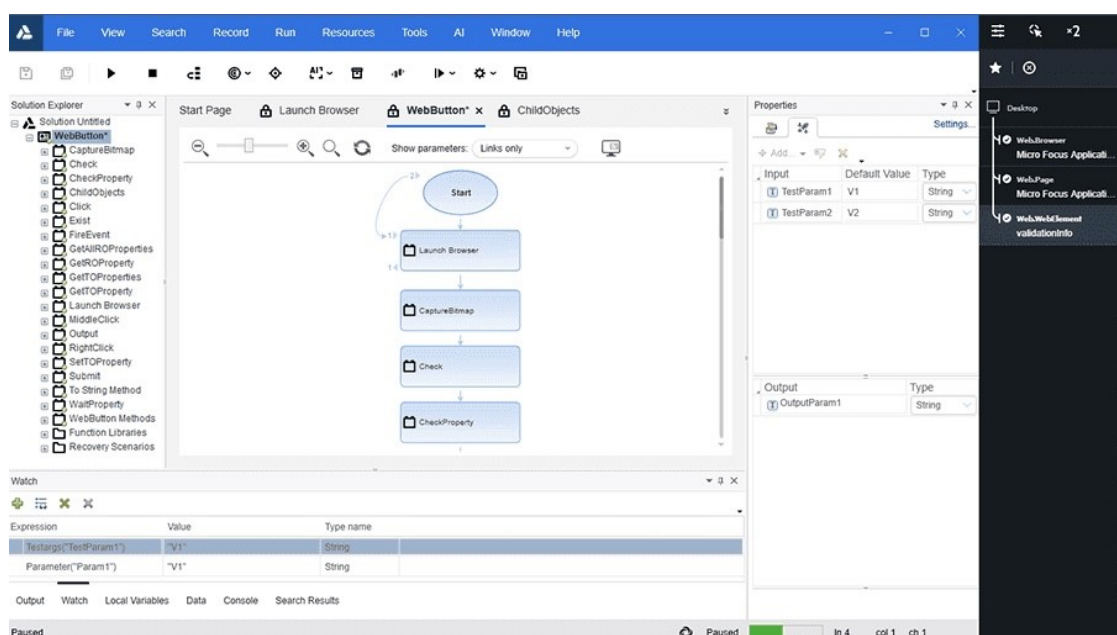 File View Search Record Run Resources Tools AI Window Help
×2
Solution Explorer
Start Page Launch Browser WebButton* × ChildObjects
Properties
Desktop
Solution Untitled
WebButton*
CaptureBitmap
Check
CheckProperty
ChildObjects
Click
Exist
FireEvent
GetAllROProperties
GetROProperty
GetTOProperties
GetTOProperty
Launch Browser
MiddleClick
Output
RightClick
SetTOProperty
Submit
To String Method
WaitProperty
WebButton Methods
Function Libraries
Recovery Scenarios
Show parameters: Links only
Start
2
1
Launch Browser
1
CaptureBitmap
Check
CheckProperty
Settings...
Add...
Input Default Value Type
TestParam1 V1 String
TestParam2 V2 String
Output Type
OutputParam1 String
Web.Browser
Micro Focus Applicati...
Web.Page
Micro Focus Applicati...
Web.WebElement
validationInfo
Watch
Expression Value Type name
Testargs("TestParam1") "V1" String
Parameter("Param1") "V1" String
Output Watch Local Variables Data Console Search Results
Paused Paused ln 4 col 1 ch 1